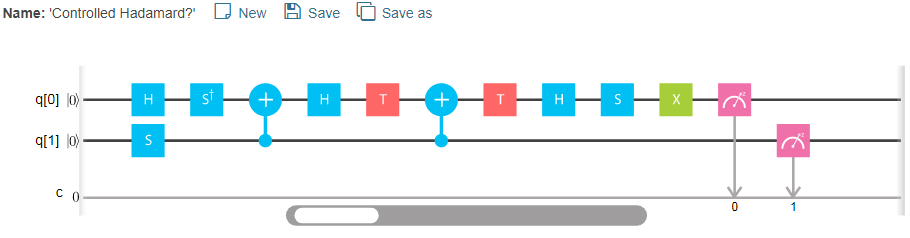 Name: 'Controlled Hadamard?' New Save Save as
q[0] |0⟩ H S† + H T + T H S X z
q[1] |0⟩ S z
c 0
0 1